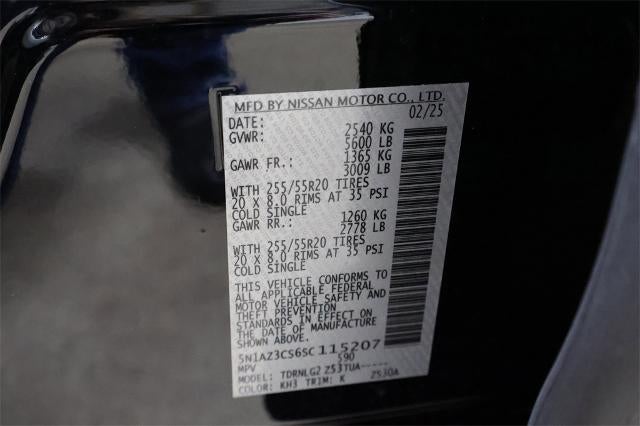 MFD BY NISSAN MOTOR CO., LTD.
DATE: 02/25
GVWR: 2540 KG
5600 LB
GAWR FR.: 1365 KG
3009 LB
WITH 255/55R20 TIRES
20 x 8.0 RIMS AT 35 PSI
COLD SINGLE
GAWR RR.: 1260 KG
2778 LB
WITH 255/55R20 TIRES
20 x 8.0 RIMS AT 35 PSI
COLD SINGLE
THIS VEHICLE CONFORMS TO
ALL APPLICABLE FEDERAL
MOTOR VEHICLE SAFETY AND
THEFT PREVENTION
STANDARDS IN EFFECT ON
THE DATE OF MANUFACTURE
SHOWN ABOVE.
5N1AZ3CS6SC115207
MPV 590
MODEL: TDRNLG2 Z53TUA-----
COLOR: KH3 TRIM: K Z530A